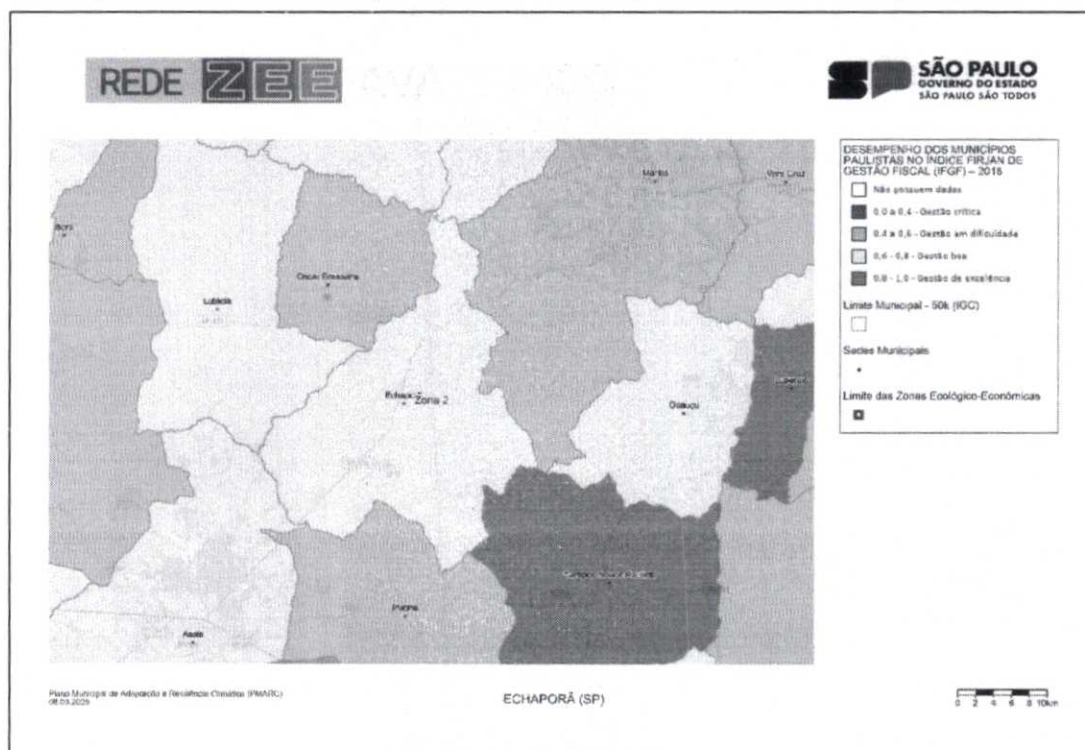 REDE ZEE
SÃO PAULO
GOVERNO DO ESTADO
SÃO PAULO SÃO TODOS
DESEMPENHO DOS MUNICÍPIOS
PAULISTAS NO ÍNDICE FIRJAN DE
GESTÃO FISCAL (IFGF) – 2018
Não possuem dados
0,0 a 0,4 - Gestão crítica
0,4 a 0,6 - Gestão em dificuldade
0,6 - 0,8 - Gestão boa
0,8 - 1,0 - Gestão de excelência
Limite Municipal - 50k (IGC)
Sedes Municipais
Limite das Zonas Ecológico-Econômicas
Marília
Vera Cruz
Borá
Oscar Bressane
Lutécia
Echaporã
Zona 2
Ocauçu
Platina
Assis
Plano Municipal de Adaptação e Resiliência Climática (PMARC)
ECHAPORÃ (SP)
0 2 4 6 8 10km